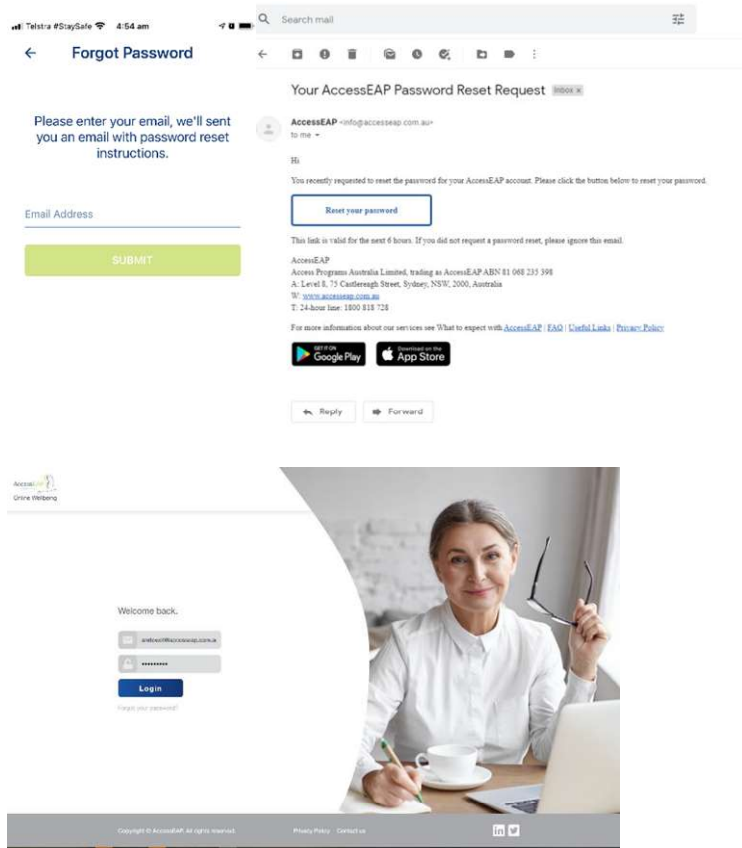 Telstra #StaySafe 4:54 am
Forgot Password
Please enter your email, we'll sent
you an email with password reset
instructions.
Email Address
SUBMIT
Search mail
Your AccessEAP Password Reset Request Inbox x
AccessEAP <info@accesseap.com.au>
to me
Hi
You recently requested to reset the password for your AccessEAP account. Please click the button below to reset your password.
Reset your password
This link is valid for the next 6 hours. If you did not request a password reset, please ignore this email.
AccessEAP
Access Programs Australia Limited, trading as AccessEAP ABN 81 068 235 398
A: Level 8, 75 Castlereagh Street, Sydney, NSW, 2000, Australia
W: www.accesseap.com.au
T: 24-hour line: 1800 818 728
For more information about our services see What to expect with AccessEAP | FAQ | Useful Links | Privacy Policy
GET IT ON
Google Play
Download on the
App Store
Reply
Forward
AccessEAP
Online Wellbeing
Welcome back.
Login
Forgot your password?
Copyright © AccessEAP. All rights reserved.
Privacy Policy
Contact us
in